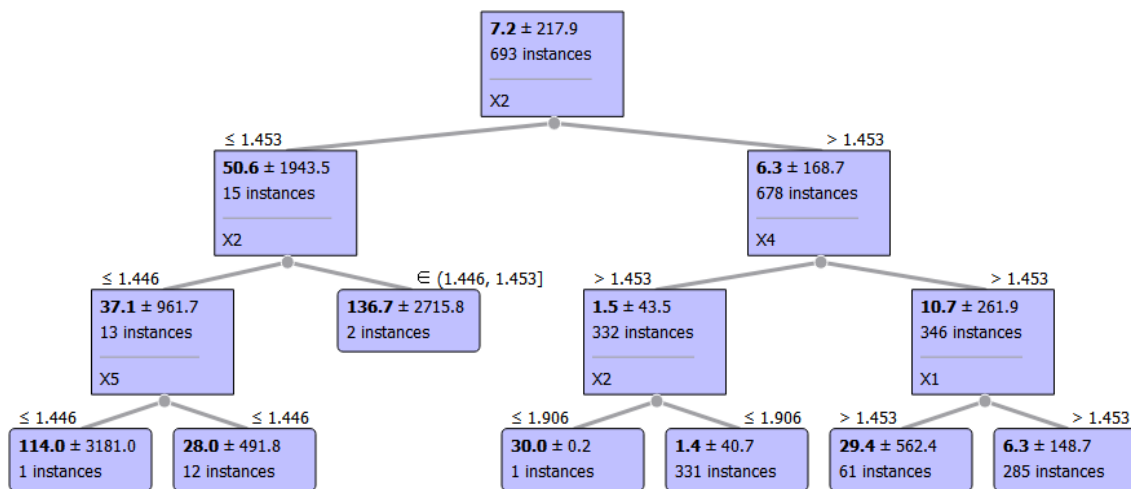 7.2 ± 217.9
693 instances
X2
≤ 1.453
> 1.453
50.6 ± 1943.5
15 instances
X2
6.3 ± 168.7
678 instances
X4
≤ 1.446
∈ (1.446, 1.453]
> 1.453
> 1.453
37.1 ± 961.7
13 instances
X5
136.7 ± 2715.8
2 instances
1.5 ± 43.5
332 instances
X2
10.7 ± 261.9
346 instances
X1
≤ 1.446
≤ 1.446
≤ 1.906
≤ 1.906
> 1.453
> 1.453
114.0 ± 3181.0
1 instances
28.0 ± 491.8
12 instances
30.0 ± 0.2
1 instances
1.4 ± 40.7
331 instances
29.4 ± 562.4
61 instances
6.3 ± 148.7
285 instances